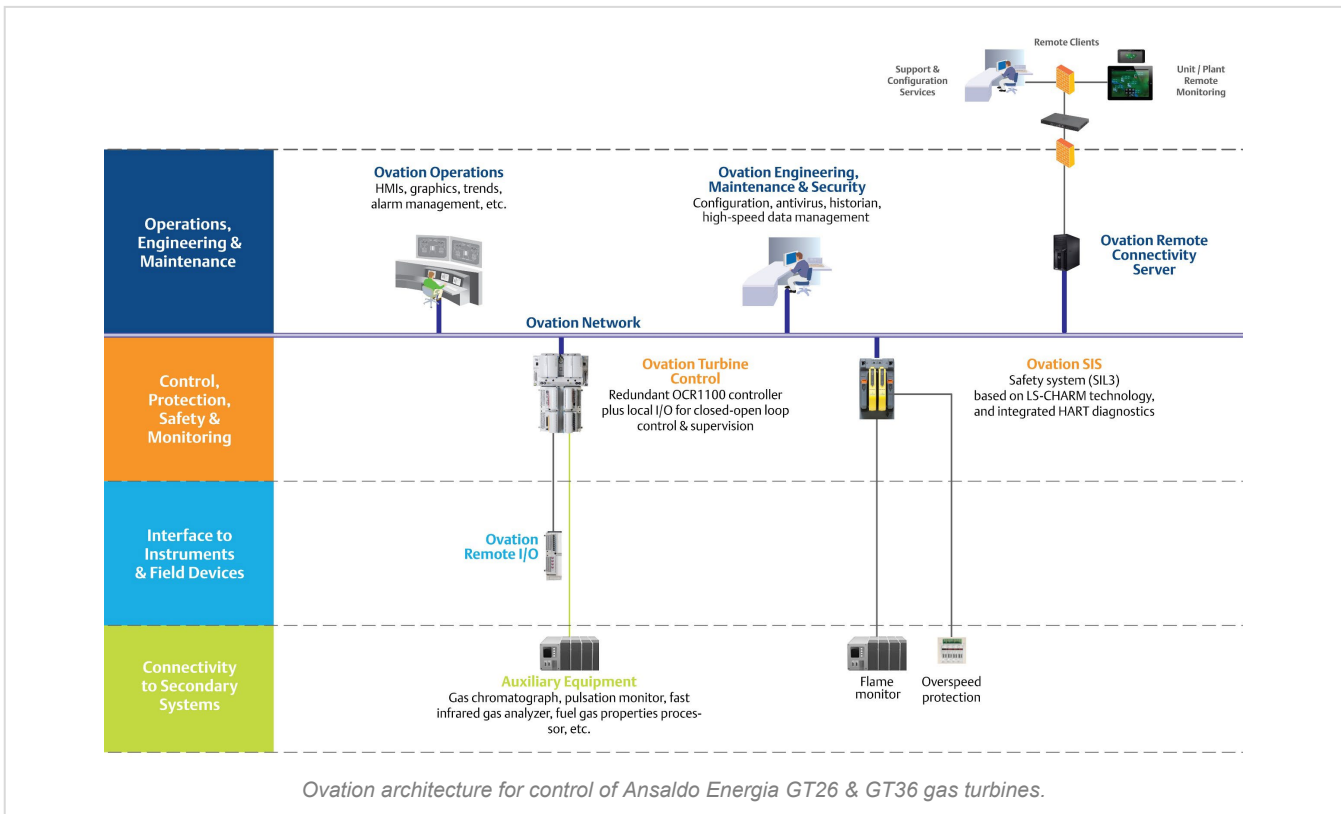 Remote Clients
Support &
Configuration
Services
Unit / Plant
Remote
Monitoring
Operations,
Engineering &
Maintenance
Ovation Operations
HMIs, graphics, trends,
alarm management, etc.
Ovation Engineering,
Maintenance & Security
Configuration, antivirus, historian,
high-speed data management
Ovation Remote
Connectivity
Server
Ovation Network
Control,
Protection,
Safety &
Monitoring
Ovation Turbine
Control
Redundant OCR1100 controller
plus local I/O for closed-open loop
control & supervision
Ovation SIS
Safety system (SIL3)
based on LS-CHARM technology,
and integrated HART diagnostics
Interface to
Instruments
& Field Devices
Ovation
Remote I/O
Connectivity
to Secondary
Systems
Auxiliary Equipment
Gas chromatograph, pulsation monitor, fast
infrared gas analyzer, fuel gas properties proces-
sor, etc.
Flame
monitor
Overspeed
protection
Ovation architecture for control of Ansaldo Energia GT26 & GT36 gas turbines.